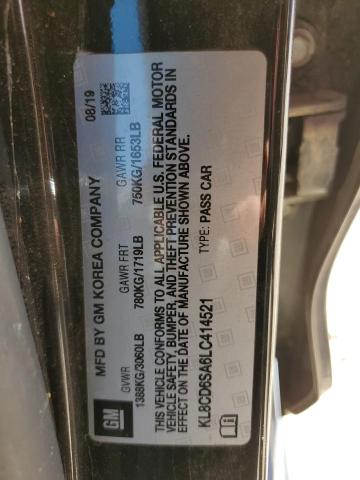 MFD BY GM KOREA COMPANY 08/19
GVWR GAWR FRT GAWR RR
1388KG/3060LB 780KG/1719LB 750KG/1653LB
THIS VEHICLE CONFORMS TO ALL APPLICABLE U.S. FEDERAL MOTOR
VEHICLE SAFETY, BUMPER, AND THEFT PREVENTION STANDARDS IN
EFFECT ON THE DATE OF MANUFACTURE SHOWN ABOVE.
KL8CD6SA6LC414521 TYPE: PASS CAR
GM